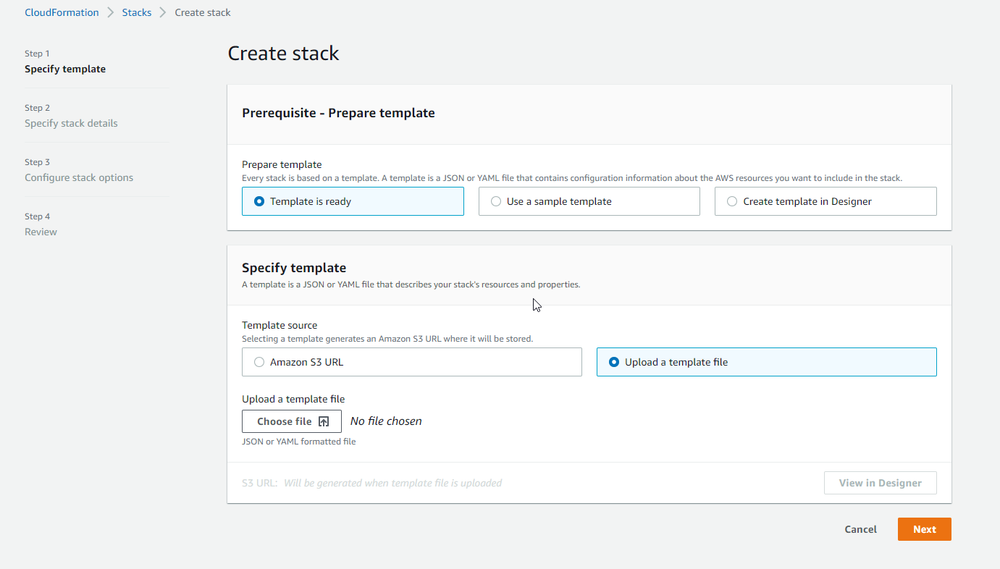 CloudFormation > Stacks > Create stack
Step 1
Specify template
Step 2
Specify stack details
Step 3
Configure stack options
Step 4
Review
Create stack
Prerequisite - Prepare template
Prepare template
Every stack is based on a template. A template is a JSON or YAML file that contains configuration information about the AWS resources you want to include in the stack.
Template is ready
Use a sample template
Create template in Designer
Specify template
A template is a JSON or YAML file that describes your stack's resources and properties.
Template source
Selecting a template generates an Amazon S3 URL where it will be stored.
Amazon S3 URL
Upload a template file
Upload a template file
Choose file No file chosen
JSON or YAML formatted file
S3 URL: Will be generated when template file is uploaded
View in Designer
Cancel
Next